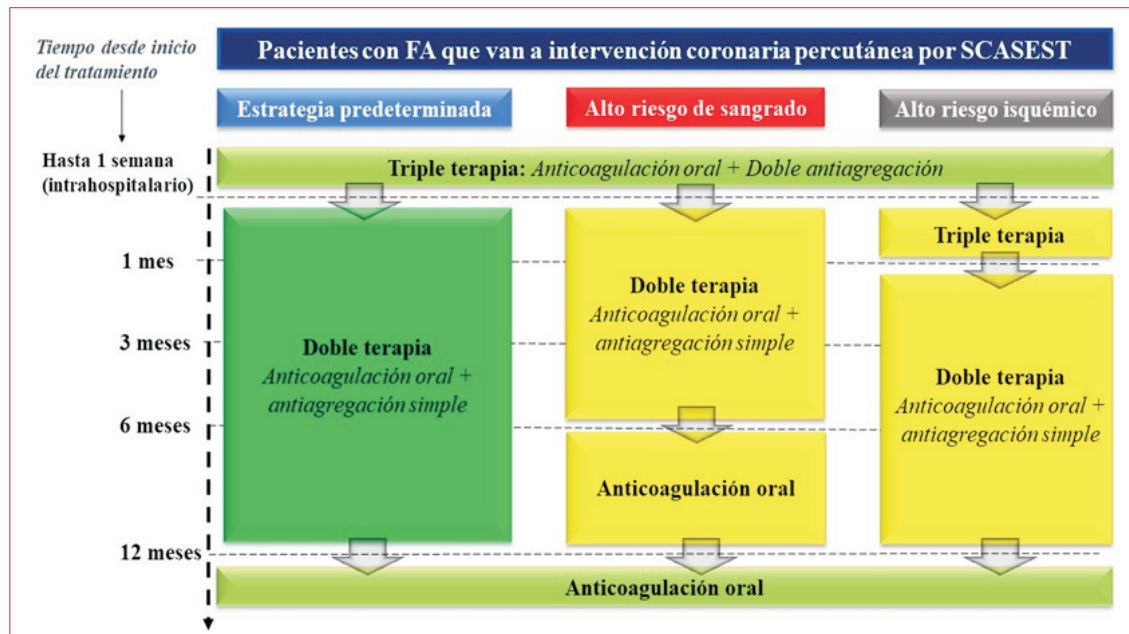 Tiempo desde inicio
del tratamiento
Pacientes con FA que van a intervención coronaria percutánea por SCASEST
Estrategia predeterminada
Alto riesgo de sangrado
Alto riesgo isquémico
Hasta 1 semana
(intrahospitalario)
Triple terapia: Anticoagulación oral + Doble antiagregación
Triple terapia
1 mes
Doble terapia
Anticoagulación oral +
antiagregación simple
3 meses
Doble terapia
Anticoagulación oral +
antiagregación simple
Doble terapia
Anticoagulación oral +
antiagregación simple
6 meses
Anticoagulación oral
12 meses
Anticoagulación oral